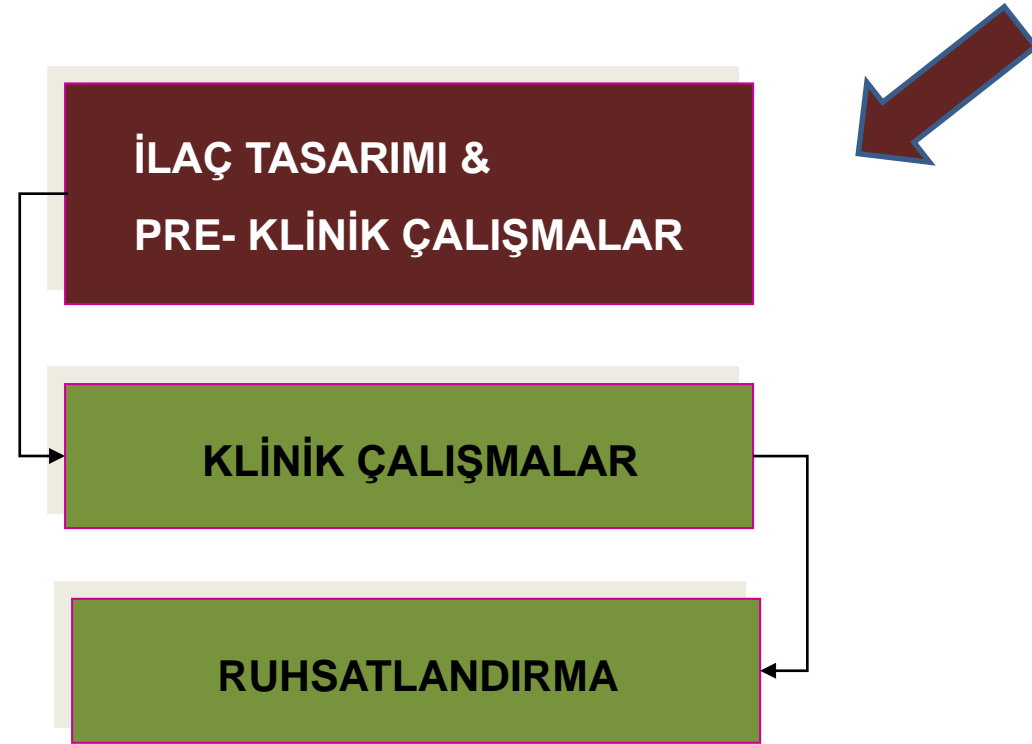 İLAÇ TASARIMI &
PRE- KLİNİK ÇALIŞMALAR
KLİNİK ÇALIŞMALAR
RUHSATLANDIRMA